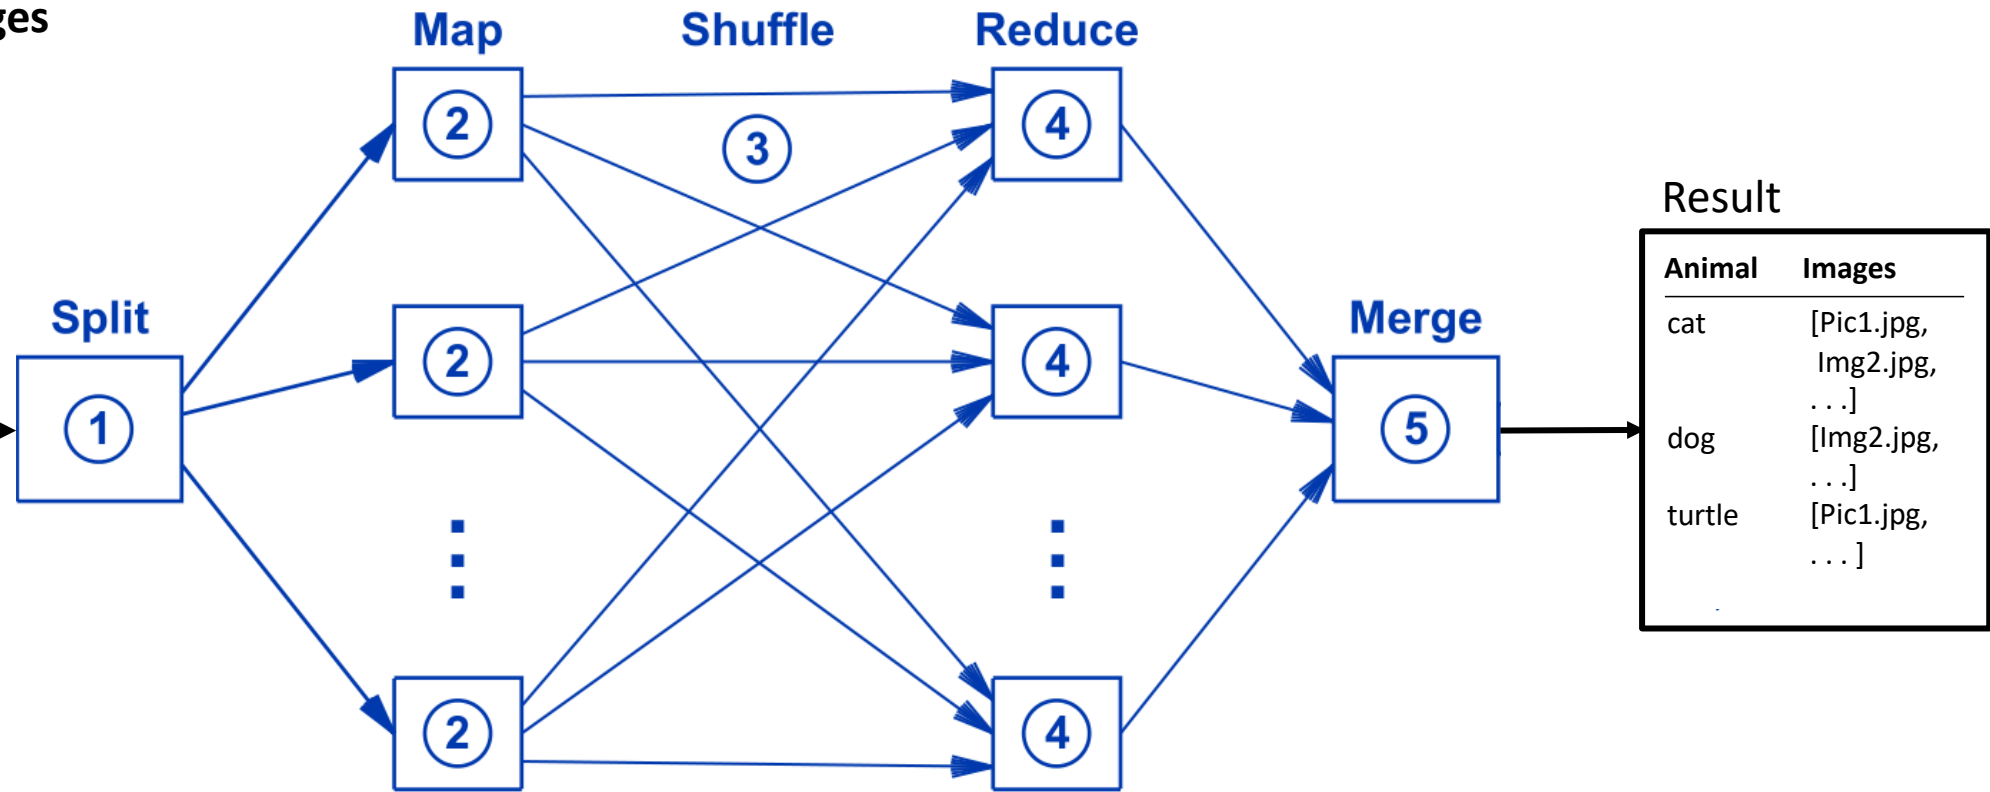 ges
Map Shuffle Reduce
2
3
4
Split
1
2
4
2
4
Merge
5
Result
Animal Images
cat [Pic1.jpg,
Img2.jpg,
. . .]
dog [Img2.jpg,
. . .]
turtle [Pic1.jpg,
. . . ]